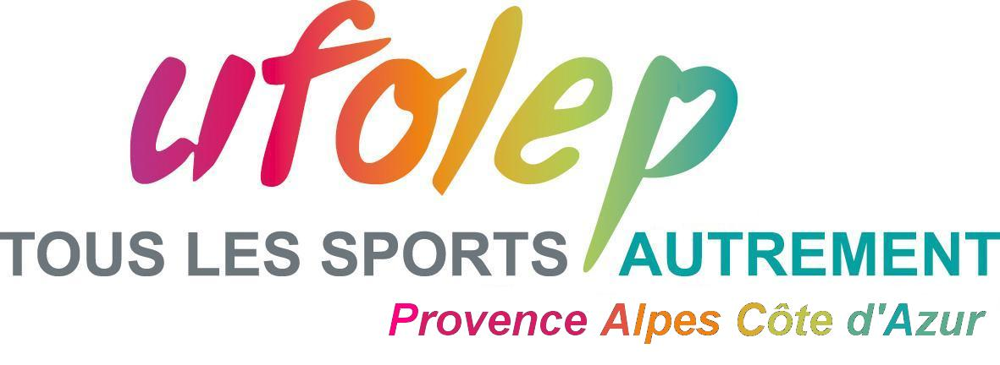 ufolep
TOUS LES SPORTS AUTREMENT
Provence Alpes Côte d'Azur